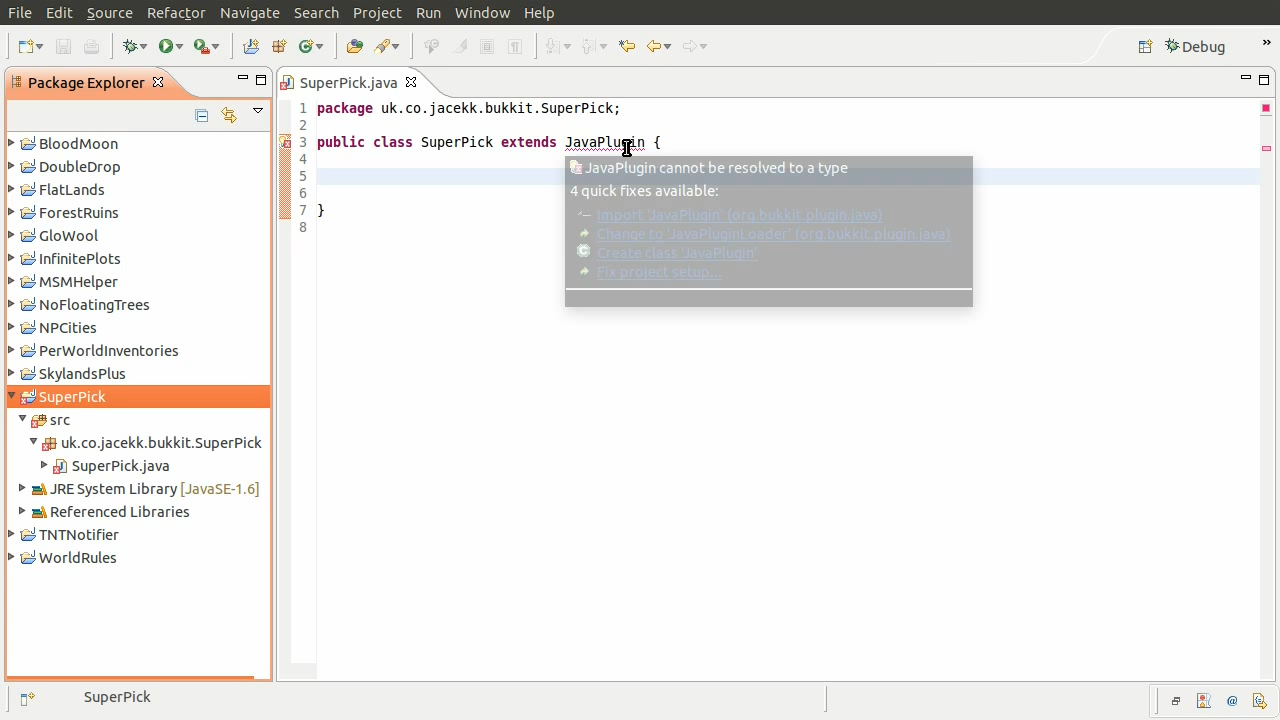 File Edit Source Refactor Navigate Search Project Run Window Help
Debug
»
Package Explorer
SuperPick.java
BloodMoon
DoubleDrop
FlatLands
ForestRuins
GloWool
InfinitePlots
MSMHelper
NoFloatingTrees
NPCities
PerWorldInventories
SkylandsPlus
SuperPick
src
uk.co.jacekk.bukkit.SuperPick
SuperPick.java
JRE System Library [JavaSE-1.6]
Referenced Libraries
TNTNotifier
WorldRules
1 package uk.co.jacekk.bukkit.SuperPick;
2
3 public class SuperPick extends JavaPlugin {
4
5
6
7 }
8
JavaPlugin cannot be resolved to a type
4 quick fixes available:
Import 'JavaPlugin' (org.bukkit.plugin.java)
Change to 'JavaPluginLoader' (org.bukkit.plugin.java)
Create class 'JavaPlugin'
Fix project setup...
SuperPick